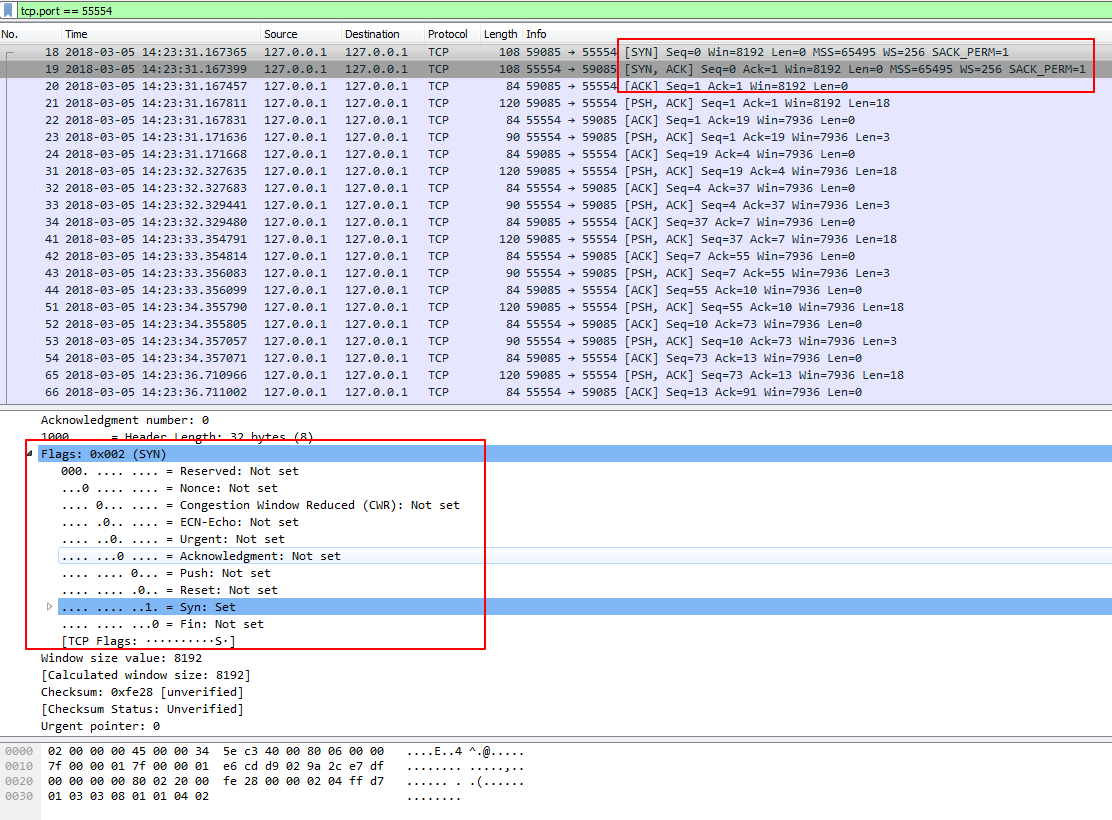 tcp.port == 55554
No. Time Source Destination Protocol Length Info
18 2018-03-05 14:23:31.167365 127.0.0.1 127.0.0.1 TCP 108 59085 → 55554 [SYN] Seq=0 Win=8192 Len=0 MSS=65495 WS=256 SACK_PERM=1
19 2018-03-05 14:23:31.167399 127.0.0.1 127.0.0.1 TCP 108 55554 → 59085 [SYN, ACK] Seq=0 Ack=1 Win=8192 Len=0 MSS=65495 WS=256 SACK_PERM=1
20 2018-03-05 14:23:31.167457 127.0.0.1 127.0.0.1 TCP 84 59085 → 55554 [ACK] Seq=1 Ack=1 Win=8192 Len=0
21 2018-03-05 14:23:31.167811 127.0.0.1 127.0.0.1 TCP 120 59085 → 55554 [PSH, ACK] Seq=1 Ack=1 Win=8192 Len=18
22 2018-03-05 14:23:31.167831 127.0.0.1 127.0.0.1 TCP 84 55554 → 59085 [ACK] Seq=1 Ack=19 Win=7936 Len=0
23 2018-03-05 14:23:31.171636 127.0.0.1 127.0.0.1 TCP 90 55554 → 59085 [PSH, ACK] Seq=1 Ack=19 Win=7936 Len=3
24 2018-03-05 14:23:31.171668 127.0.0.1 127.0.0.1 TCP 84 59085 → 55554 [ACK] Seq=19 Ack=4 Win=7936 Len=0
31 2018-03-05 14:23:32.327635 127.0.0.1 127.0.0.1 TCP 120 59085 → 55554 [PSH, ACK] Seq=19 Ack=4 Win=7936 Len=18
32 2018-03-05 14:23:32.327683 127.0.0.1 127.0.0.1 TCP 84 55554 → 59085 [ACK] Seq=4 Ack=37 Win=7936 Len=0
33 2018-03-05 14:23:32.329441 127.0.0.1 127.0.0.1 TCP 90 55554 → 59085 [PSH, ACK] Seq=4 Ack=37 Win=7936 Len=3
34 2018-03-05 14:23:32.329480 127.0.0.1 127.0.0.1 TCP 84 59085 → 55554 [ACK] Seq=37 Ack=7 Win=7936 Len=0
41 2018-03-05 14:23:33.354791 127.0.0.1 127.0.0.1 TCP 120 59085 → 55554 [PSH, ACK] Seq=37 Ack=7 Win=7936 Len=18
42 2018-03-05 14:23:33.354814 127.0.0.1 127.0.0.1 TCP 84 55554 → 59085 [ACK] Seq=7 Ack=55 Win=7936 Len=0
43 2018-03-05 14:23:33.356083 127.0.0.1 127.0.0.1 TCP 90 55554 → 59085 [PSH, ACK] Seq=7 Ack=55 Win=7936 Len=3
44 2018-03-05 14:23:33.356099 127.0.0.1 127.0.0.1 TCP 84 59085 → 55554 [ACK] Seq=55 Ack=10 Win=7936 Len=0
51 2018-03-05 14:23:34.355790 127.0.0.1 127.0.0.1 TCP 120 59085 → 55554 [PSH, ACK] Seq=55 Ack=10 Win=7936 Len=18
52 2018-03-05 14:23:34.355805 127.0.0.1 127.0.0.1 TCP 84 55554 → 59085 [ACK] Seq=10 Ack=73 Win=7936 Len=0
53 2018-03-05 14:23:34.357057 127.0.0.1 127.0.0.1 TCP 90 55554 → 59085 [PSH, ACK] Seq=10 Ack=73 Win=7936 Len=3
54 2018-03-05 14:23:34.357071 127.0.0.1 127.0.0.1 TCP 84 59085 → 55554 [ACK] Seq=73 Ack=13 Win=7936 Len=0
65 2018-03-05 14:23:36.710966 127.0.0.1 127.0.0.1 TCP 120 59085 → 55554 [PSH, ACK] Seq=73 Ack=13 Win=7936 Len=18
66 2018-03-05 14:23:36.711002 127.0.0.1 127.0.0.1 TCP 84 55554 → 59085 [ACK] Seq=13 Ack=91 Win=7936 Len=0
Acknowledgment number: 0
1000 .... = Header Length: 32 bytes (8)
Flags: 0x002 (SYN)
000. .... .... = Reserved: Not set
...0 .... .... = Nonce: Not set
.... 0... .... = Congestion Window Reduced (CWR): Not set
.... .0.. .... = ECN-Echo: Not set
.... ..0. .... = Urgent: Not set
.... ...0 .... = Acknowledgment: Not set
.... .... 0... = Push: Not set
.... .... .0.. = Reset: Not set
.... .... ..1. = Syn: Set
.... .... ...0 = Fin: Not set
[TCP Flags: ··········S·]
Window size value: 8192
[Calculated window size: 8192]
Checksum: 0xfe28 [unverified]
[Checksum Status: Unverified]
Urgent pointer: 0
0000 02 00 00 00 45 00 00 34 5e c3 40 00 80 06 00 00 ....E..4 ^.@.....
0010 7f 00 00 01 7f 00 00 01 e6 cd d9 02 9a 2c e7 df ........ .....,..
0020 00 00 00 00 80 02 20 00 fe 28 00 00 02 04 ff d7 ...... . .(......
0030 01 03 03 08 01 01 04 02 ........